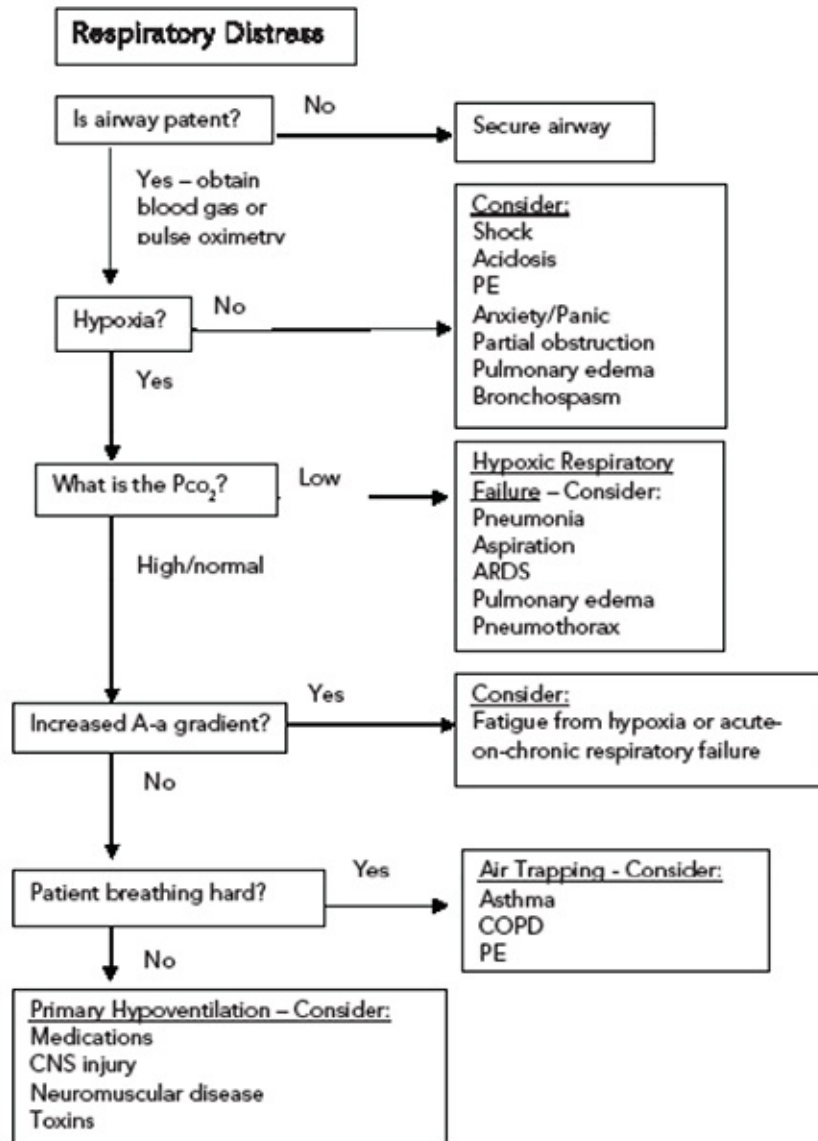 Respiratory Distress
Is airway patent?
No
Secure airway
Yes – obtain
blood gas or
pulse oximetry
Consider:
Shock
Acidosis
PE
Anxiety/Panic
Partial obstruction
Pulmonary edema
Bronchospasm
Hypoxia?
No
Yes
What is the Pco₂?
Low
Hypoxic Respiratory
Failure – Consider:
Pneumonia
Aspiration
ARDS
Pulmonary edema
Pneumothorax
High/normal
Increased A-a gradient?
Yes
Consider:
Fatigue from hypoxia or acute-
on-chronic respiratory failure
No
Patient breathing hard?
Yes
Air Trapping - Consider:
Asthma
COPD
PE
No
Primary Hypoventilation – Consider:
Medications
CNS injury
Neuromuscular disease
Toxins